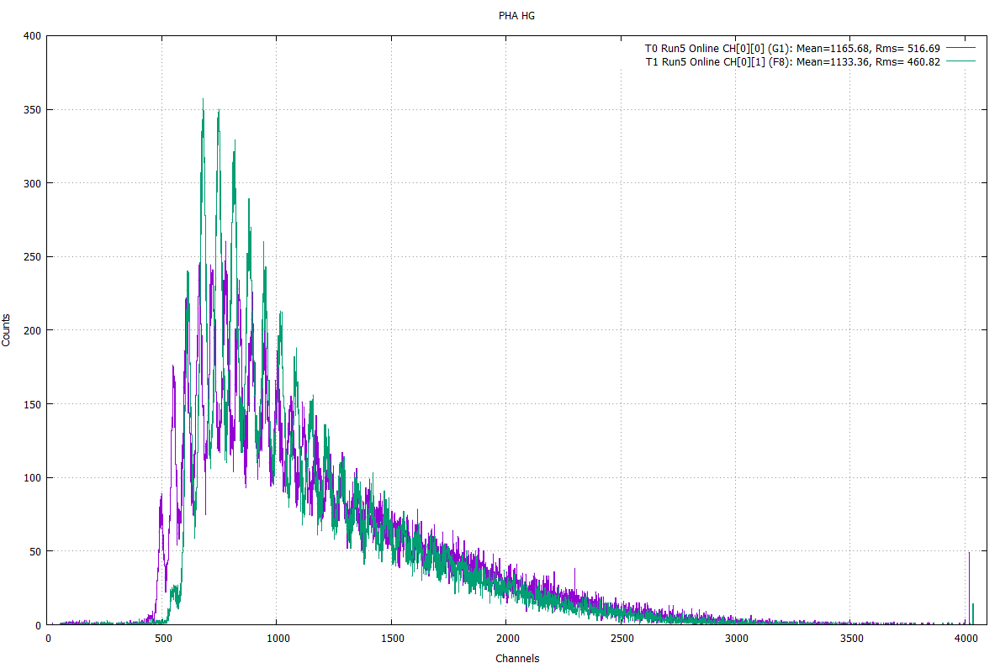 PHA HG
T0 Run5 Online CH[0][0] (G1): Mean=1165.68, Rms= 516.69
T1 Run5 Online CH[0][1] (F8): Mean=1133.36, Rms= 460.82
400
350
300
250
200
150
100
50
0
Counts
0 500 1000 1500 2000 2500 3000 3500 4000
Channels